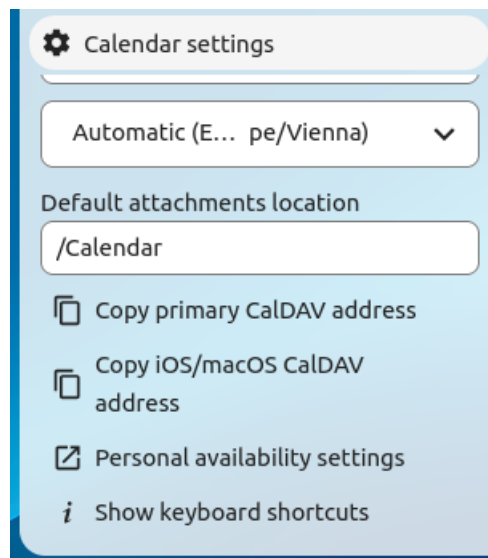 Calendar settings
Automatic (E... pe/Vienna)
Default attachments location
/Calendar
Copy primary CalDAV address
Copy iOS/macOS CalDAV
address
Personal availability settings
Show keyboard shortcuts